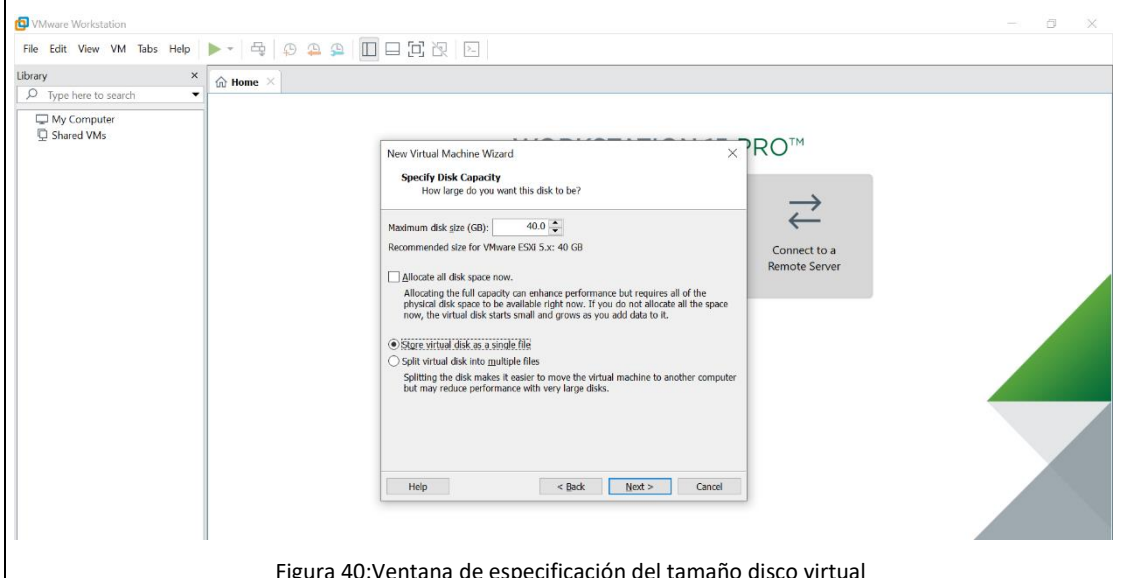 VMware Workstation
File Edit View VM Tabs Help
Library
Home
Type here to search
My Computer
Shared VMs
PRO™
New Virtual Machine Wizard
Specify Disk Capacity
How large do you want this disk to be?
Maximum disk size (GB): 40.0
Recommended size for VMware ESXi 5.x: 40 GB
Allocate all disk space now.
Allocating the full capacity can enhance performance but requires all of the
physical disk space to be available right now. If you do not allocate all the space
now, the virtual disk starts small and grows as you add data to it.
Store virtual disk as a single file
Split virtual disk into multiple files
Splitting the disk makes it easier to move the virtual machine to another computer
but may reduce performance with very large disks.
Help < Back Next > Cancel
Connect to a
Remote Server
Figura 40:Ventana de especificación del tamaño disco virtual